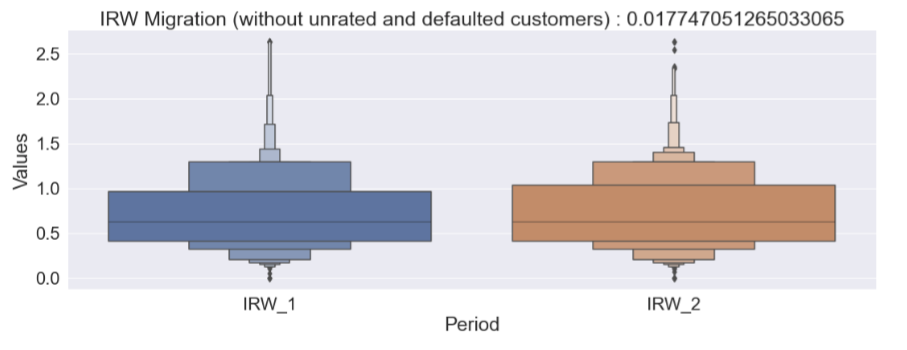 IRW Migration (without unrated and defaulted customers) : 0.017747051265033065
2.5
2.0
1.5
1.0
0.5
0.0
Values
IRW_1 IRW_2
Period